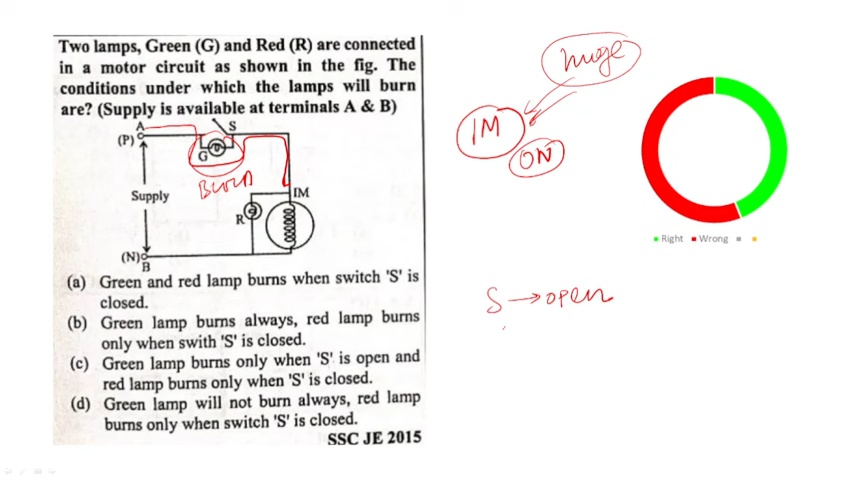 Two lamps, Green (G) and Red (R) are connected
in a motor circuit as shown in the fig. The
conditions under which the lamps will burn
are? (Supply is available at terminals A & B)
A
S
(P)
G
Burn
Supply
IM
R
(N)
B
(a) Green and red lamp burns when switch 'S' is
closed.
(b) Green lamp burns always, red lamp burns
only when swith 'S' is closed.
(c) Green lamp burns only when 'S' is open and
red lamp burns only when 'S' is closed.
(d) Green lamp will not burn always, red lamp
burns only when switch 'S' is closed.
SSC JE 2015
huge
IM
ON
Right Wrong
S → open